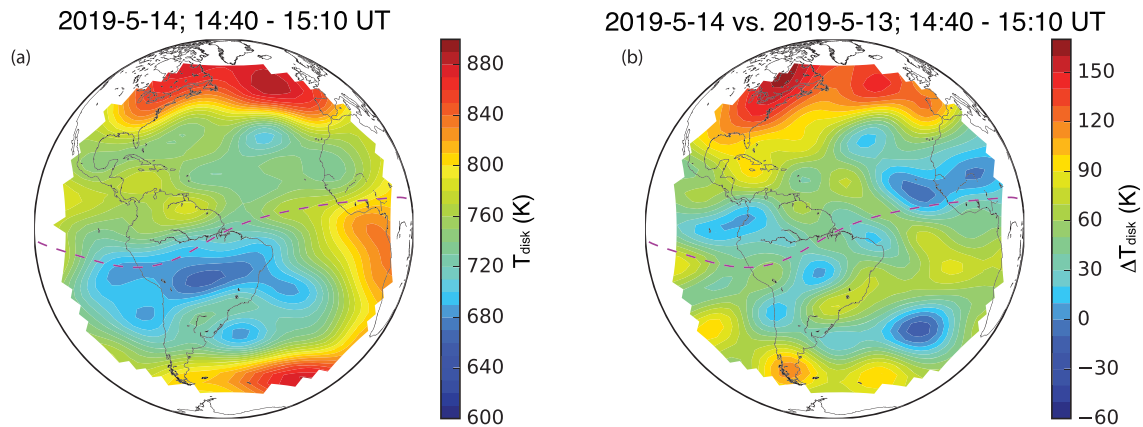 2019-5-14; 14:40 - 15:10 UT
(a)
880
840
800
760
720
680
640
600
T_disk (K)
2019-5-14 vs. 2019-5-13; 14:40 - 15:10 UT
(b)
150
120
90
60
30
0
−30
−60
ΔT_disk (K)